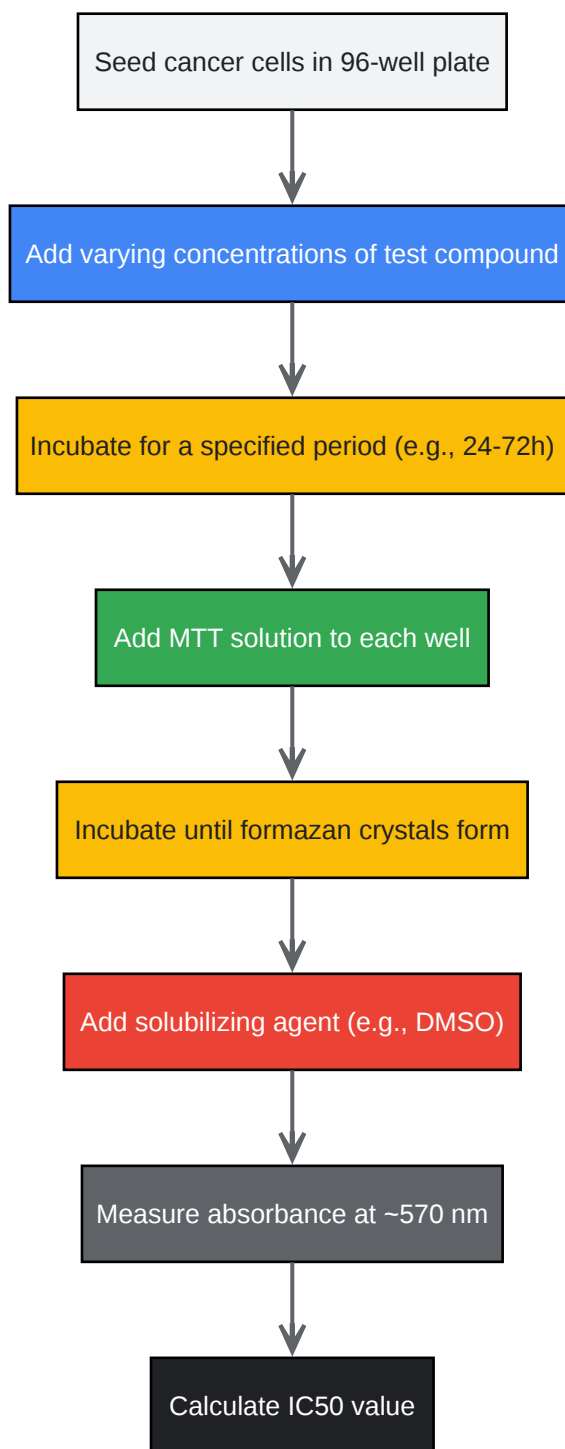 Seed cancer cells in 96-well plate
Add varying concentrations of test compound
Incubate for a specified period (e.g., 24-72h)
Add MTT solution to each well
Incubate until formazan crystals form
Add solubilizing agent (e.g., DMSO)
Measure absorbance at ~570 nm
Calculate IC50 value